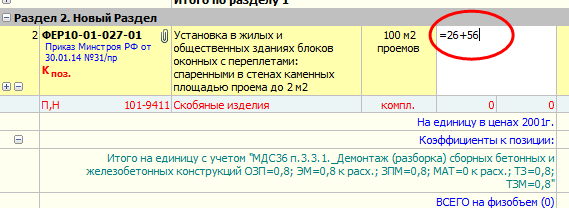 Итого по разделу 1
Раздел 2. Новый Раздел
2 ФЕР10-01-027-01 Установка в жилых и 100 м2 =26+56
Приказ Минстроя РФ от общественных зданиях блоков проемов
30.01.14 №31/пр оконных с переплетами:
К поз. спаренными в стенах каменных
площадью проема до 2 м2
П,Н 101-9411 Скобяные изделия компл. 0 0
На единицу в ценах 2001г.
Коэффициенты к позиции:
Итого на единицу с учетом "МДС36 п.3.3.1._Демонтаж (разборка) сборных бетонных и
железобетонных конструкций ОЗП=0,8; ЭМ=0,8 к расх.; ЗПМ=0,8; МАТ=0 к расх.; ТЗ=0,8;
ТЗМ=0,8"
ВСЕГО на физобъем (0)